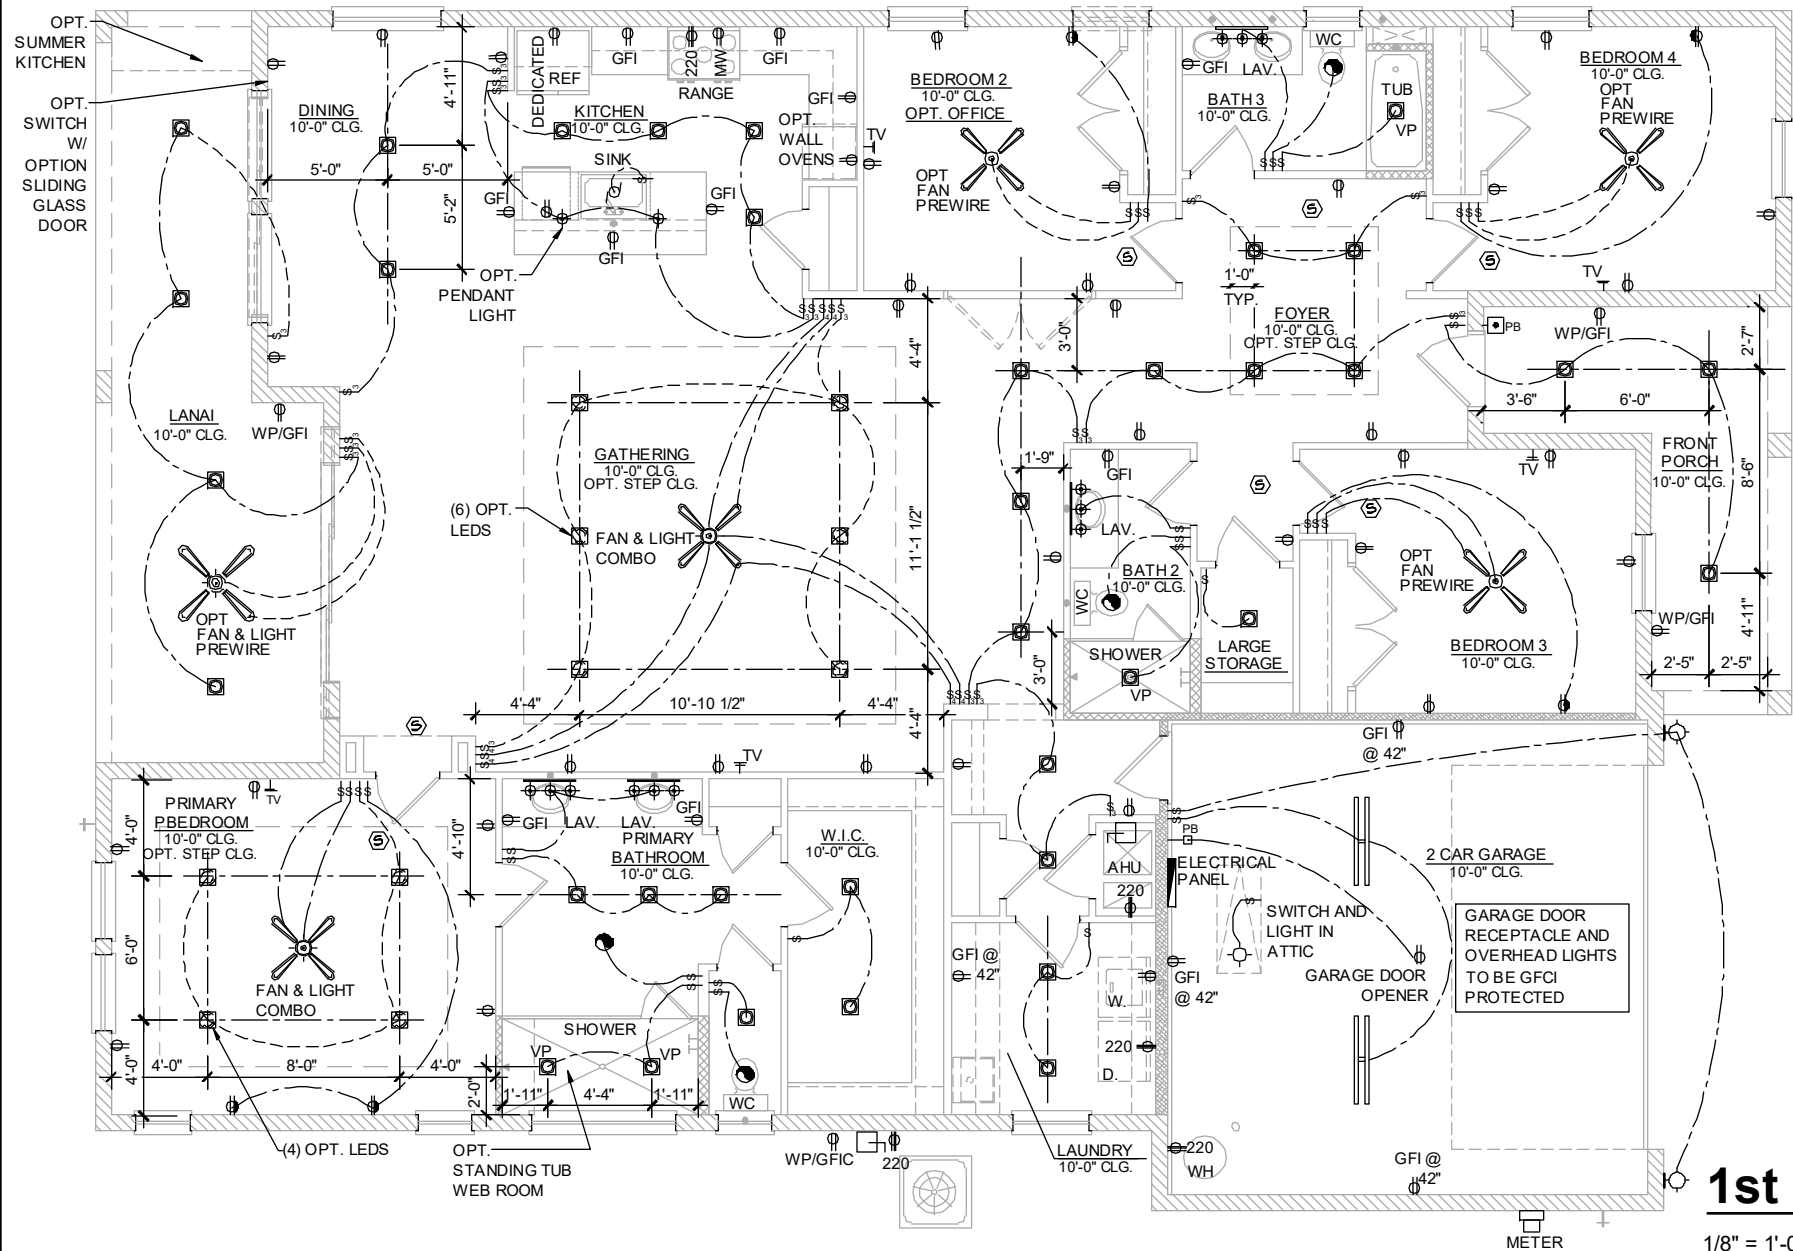 OPT.
SUMMER
KITCHEN
OPT.
SWITCH
W/
OPTION
SLIDING
GLASS
DOOR
DINING
10'-0" CLG.
4'-11"
5'-0"
5'-0"
5'-2"
DEDICATED
REF
GFI
220
MW
GFI
RANGE
KITCHEN
10'-0" CLG.
SINK
GFI
GFI
GFI
GFI
OPT.
WALL
OVENS
TV
OPT.
PENDANT
LIGHT
BEDROOM 2
10'-0" CLG.
OPT. OFFICE
OPT
FAN
PREWIRE
GFI
LAV.
WC
BATH 3
10'-0" CLG.
TUB
VP
BEDROOM 4
10'-0" CLG.
OPT
FAN
PREWIRE
TV
1'-0"
TYP.
FOYER
10'-0" CLG.
OPT. STEP CLG.
3'-0"
PB
WP/GFI
2'-7"
3'-6"
6'-0"
FRONT
PORCH
10'-0" CLG.
8'-6"
4'-11"
WP/GFI
2'-5"
2'-5"
LANAI
10'-0" CLG.
WP/GFI
OPT
FAN & LIGHT
PREWIRE
GATHERING
10'-0" CLG.
OPT. STEP CLG.
(6) OPT.
LEDS
FAN & LIGHT
COMBO
4'-4"
11'-1 1/2"
4'-4"
4'-4"
10'-10 1/2"
4'-4"
TV
1'-9"
GFI
LAV.
BATH 2
10'-0" CLG.
WC
SHOWER
VP
3'-0"
LARGE
STORAGE
TV
OPT
FAN
PREWIRE
BEDROOM 3
10'-0" CLG.
TV
PRIMARY
P.BEDROOM
10'-0" CLG.
OPT. STEP CLG.
4'-0"
6'-0"
4'-0"
FAN & LIGHT
COMBO
4'-0"
8'-0"
4'-0"
2'-0"
(4) OPT. LEDS
4'-10"
GFI
LAV.
LAV.
GFI
PRIMARY
BATHROOM
10'-0" CLG.
SHOWER
VP
VP
1'-11"
4'-4"
1'-11"
WC
OPT.
STANDING TUB
WEB ROOM
W.I.C.
10'-0" CLG.
WP/GFIC
220
GFI @
42"
AHU
220
W.
220
D.
LAUNDRY
10'-0" CLG.
PB
ELECTRICAL
PANEL
GFI
@ 42"
GFI
@ 42"
SWITCH AND
LIGHT IN
ATTIC
GARAGE DOOR
OPENER
2 CAR GARAGE
10'-0" CLG.
GARAGE DOOR
RECEPTACLE AND
OVERHEAD LIGHTS
TO BE GFCI
PROTECTED
220
WH
GFI @
42"
METER
1st
1/8" = 1'-0